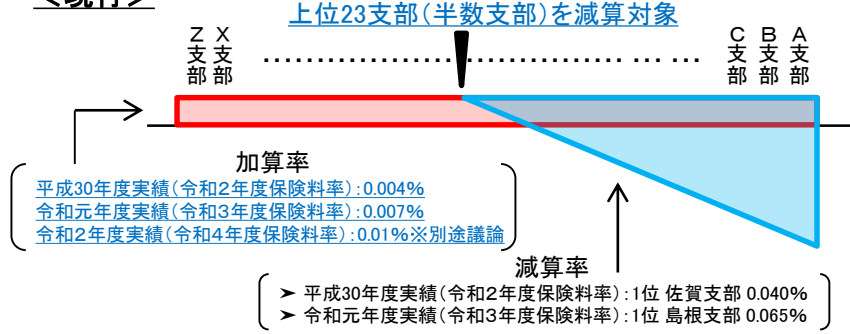 <現行>
上位23支部(半数支部)を減算対象
Z支部
X支部
C支部
B支部
A支部
加算率
平成30年度実績(令和2年度保険料率):0.004%
令和元年度実績(令和3年度保険料率):0.007%
令和2年度実績(令和4年度保険料率):0.01%※別途議論
減算率
➤ 平成30年度実績(令和2年度保険料率):1位 佐賀支部 0.040%
➤ 令和元年度実績(令和3年度保険料率):1位 島根支部 0.065%